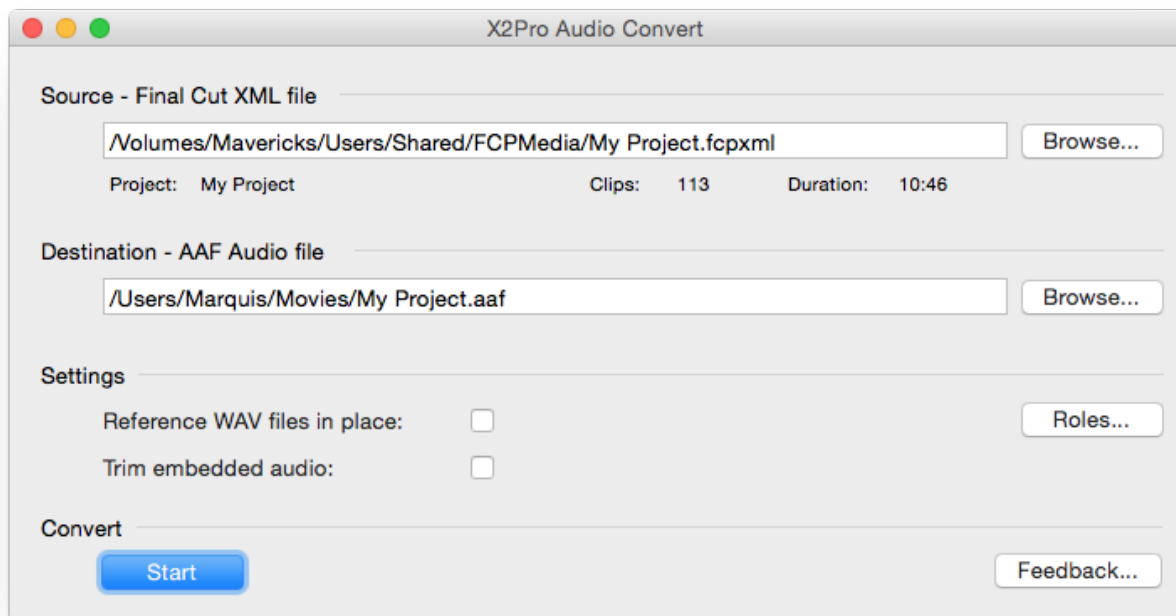 X2Pro Audio Convert
Source - Final Cut XML file
/Volumes/Mavericks/Users/Shared/FCPMedia/My Project.fcpxml
Browse...
Project: My Project Clips: 113 Duration: 10:46
Destination - AAF Audio file
/Users/Marquis/Movies/My Project.aaf
Browse...
Settings
Reference WAV files in place:
Roles...
Trim embedded audio:
Convert
Start
Feedback...